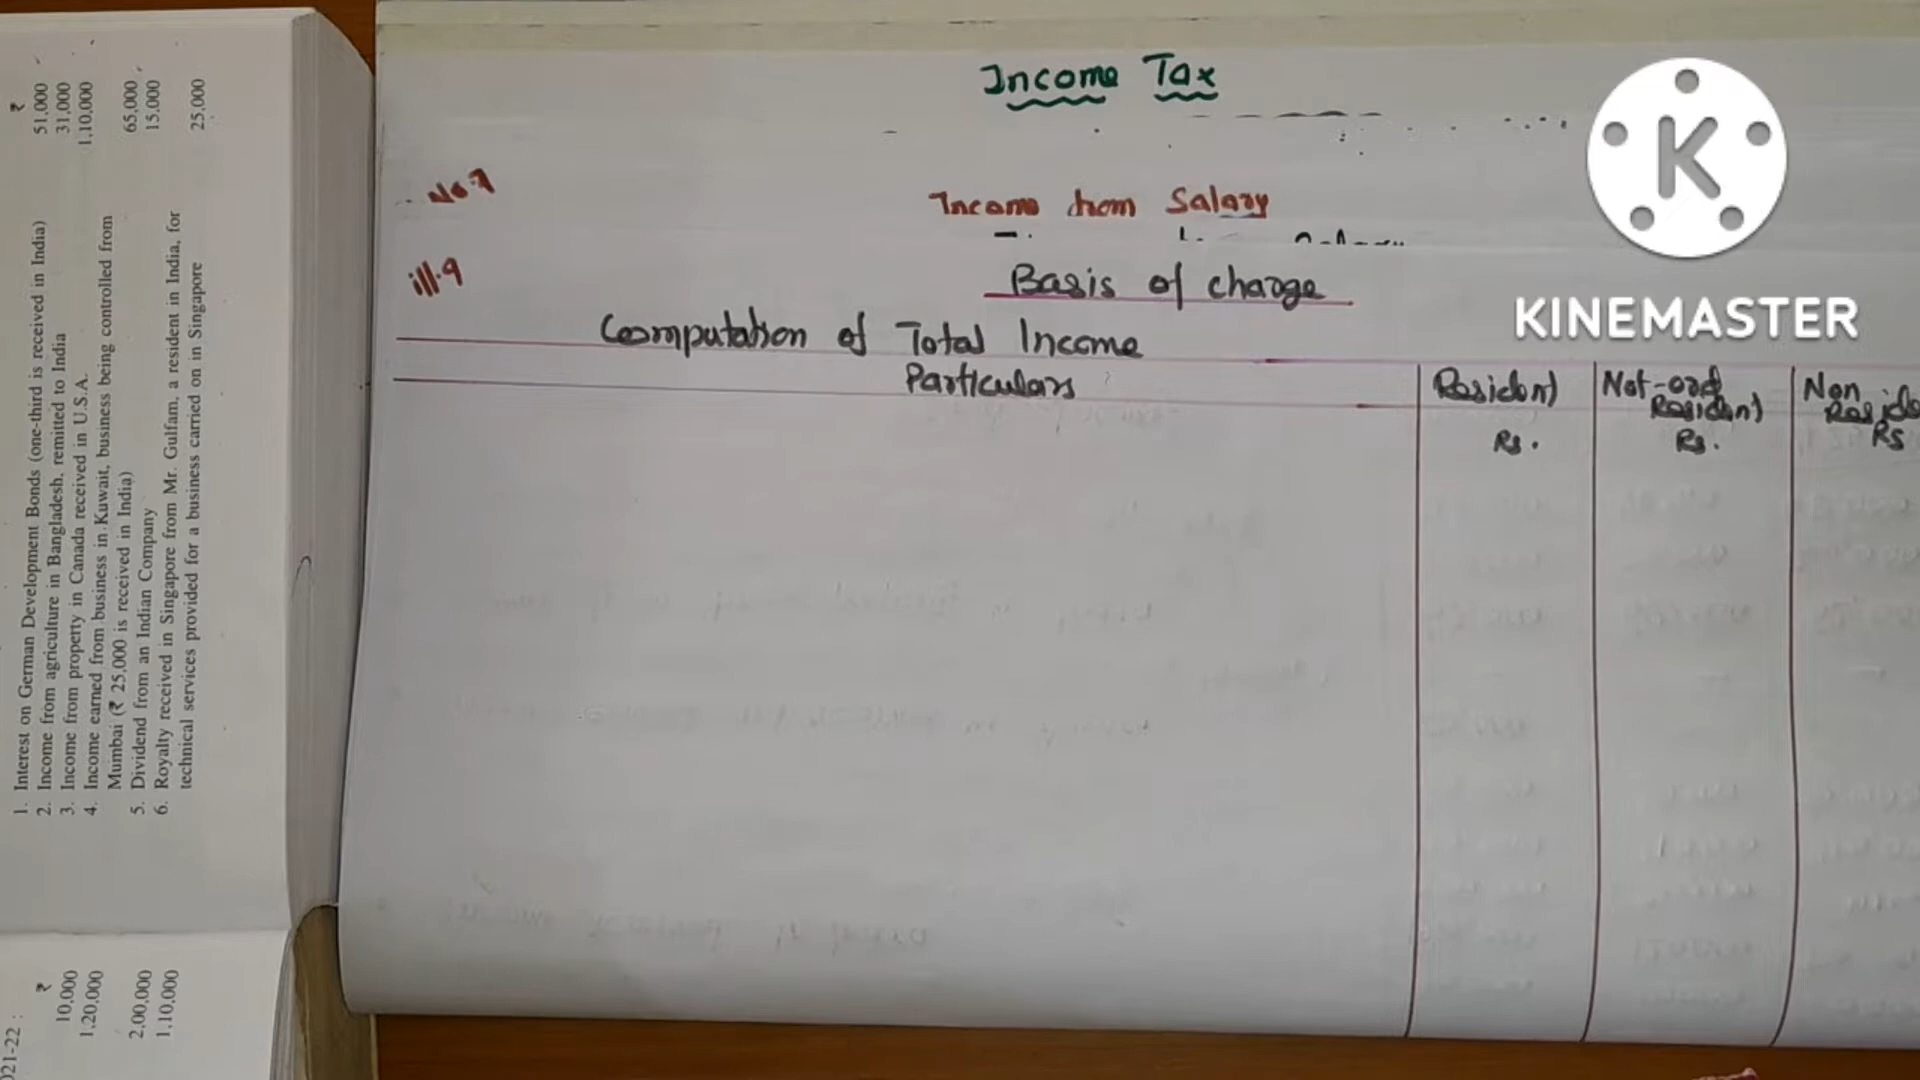 Income Tax
No.7
Income from Salary
ill.9
Basis of charge
Computation of Total Income
Particulars
Resident
Rs.
Not-ord
Resident
Rs.
Non
Reside
Rs
KINEMASTER
₹
1. Interest on German Development Bonds (one-third is received in India) 51,000
2. Income from agriculture in Bangladesh, remitted to India 31,000
3. Income from property in Canada received in U.S.A. 1,10,000
4. Income earned from business in Kuwait, business being controlled from
Mumbai (₹ 25,000 is received in India) 65,000
5. Dividend from an Indian Company 15,000
6. Royalty received in Singapore from Mr. Gulfam, a resident in India, for
technical services provided for a business carried on in Singapore 25,000
021-22 :
₹
10,000
1,20,000
2,00,000
1,10,000